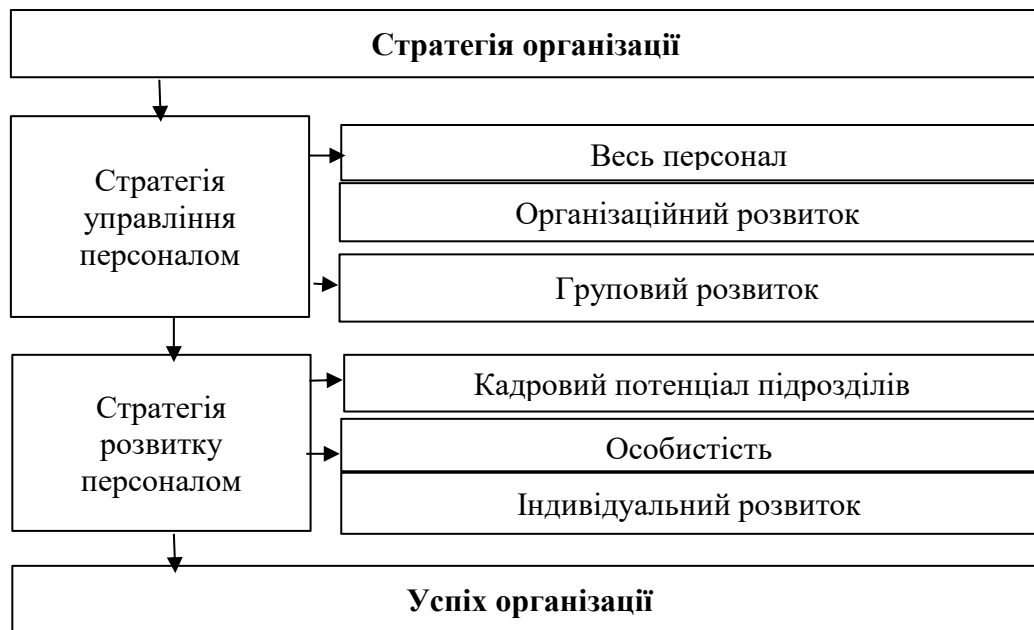 Стратегія організації
Стратегія
управління
персоналом
Весь персонал
Організаційний розвиток
Груповий розвиток
Стратегія
розвитку
персоналом
Кадровий потенціал підрозділів
Особистість
Індивідуальний розвиток
Успіх організації